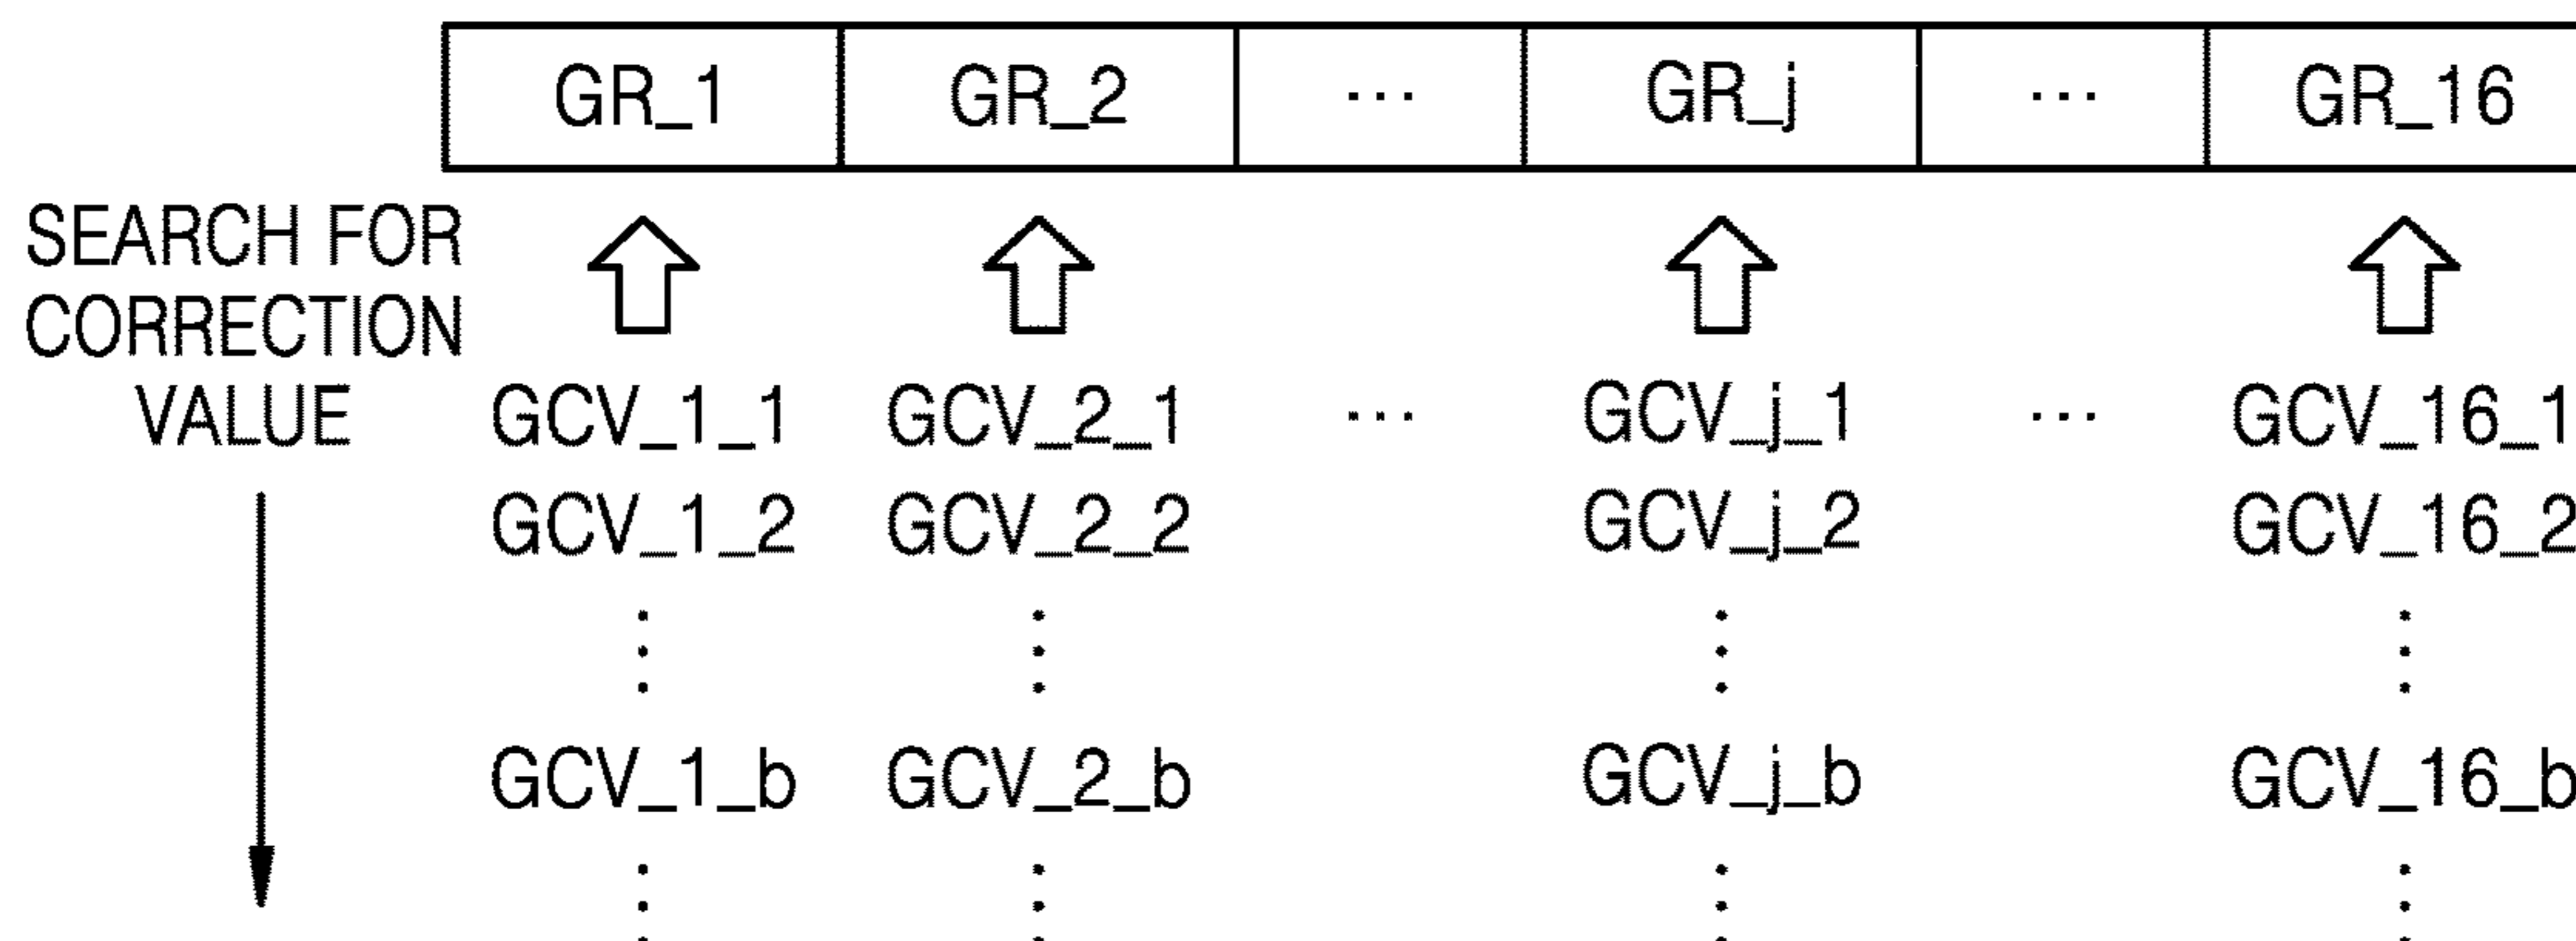 GR_1 GR_2 ... GR_j ... GR_16
SEARCH FOR
CORRECTION
VALUE
GCV_1_1 GCV_2_1 ... GCV_j_1 ... GCV_16_1
GCV_1_2 GCV_2_2 GCV_j_2 GCV_16_2
GCV_1_b GCV_2_b GCV_j_b GCV_16_b